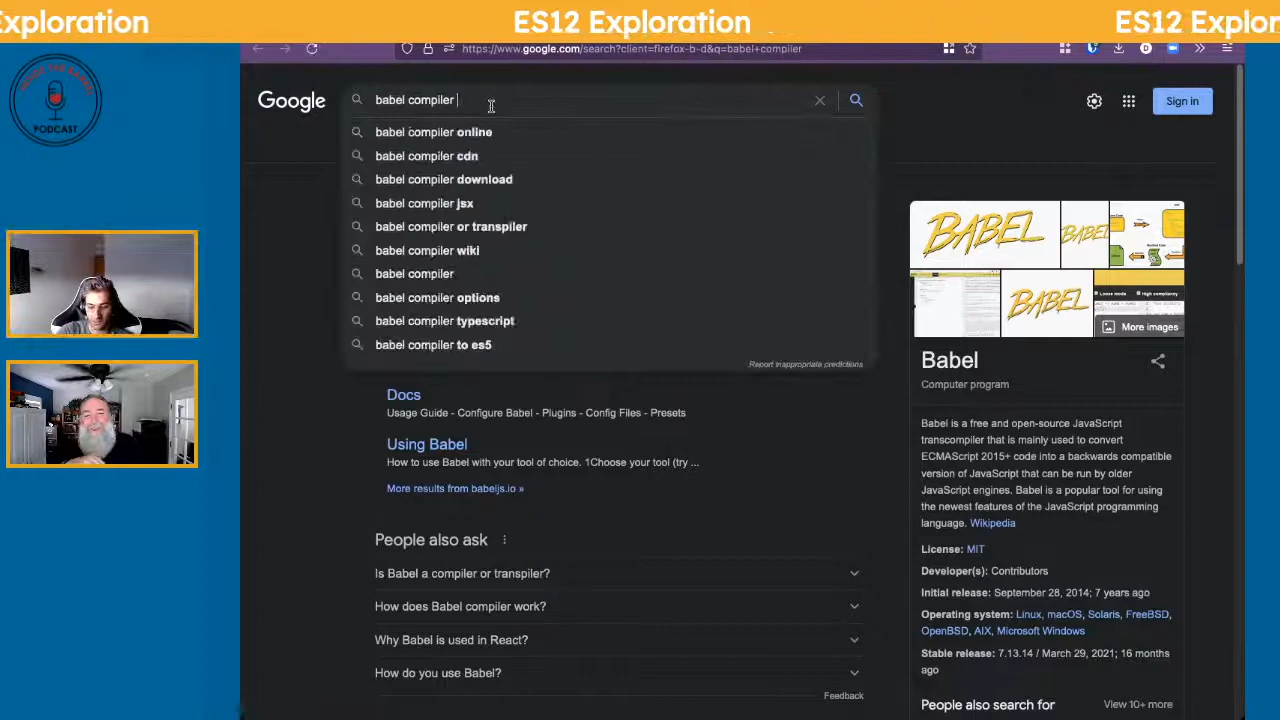 Exploration
ES12 Exploration
ES12 Explor
https://www.google.com/search?client=firefox-b-d&q=babel+compiler
INSIDE THE BABEL
PODCAST
Google
babel compiler
Sign in
babel compiler online
babel compiler cdn
babel compiler download
babel compiler jsx
babel compiler or transpiler
babel compiler wiki
babel compiler
babel compiler options
babel compiler typescript
babel compiler to es5
Report inappropriate predictions
Docs
Usage Guide - Configure Babel - Plugins - Config Files - Presets
Using Babel
How to use Babel with your tool of choice. 1Choose your tool (try ...
More results from babeljs.io »
People also ask
Is Babel a compiler or transpiler?
How does Babel compiler work?
Why Babel is used in React?
How do you use Babel?
Feedback
BABEL
BABEL
BABEL
More images
Babel
Computer program
Babel is a free and open-source JavaScript
transcompiler that is mainly used to convert
ECMAScript 2015+ code into a backwards compatible
version of JavaScript that can be run by older
JavaScript engines. Babel is a popular tool for using
the newest features of the JavaScript programming
language. Wikipedia
License: MIT
Developer(s): Contributors
Initial release: September 28, 2014; 7 years ago
Operating system: Linux, macOS, Solaris, FreeBSD,
OpenBSD, AIX, Microsoft Windows
Stable release: 7.13.14 / March 29, 2021; 16 months
ago
People also search for
View 10+ more